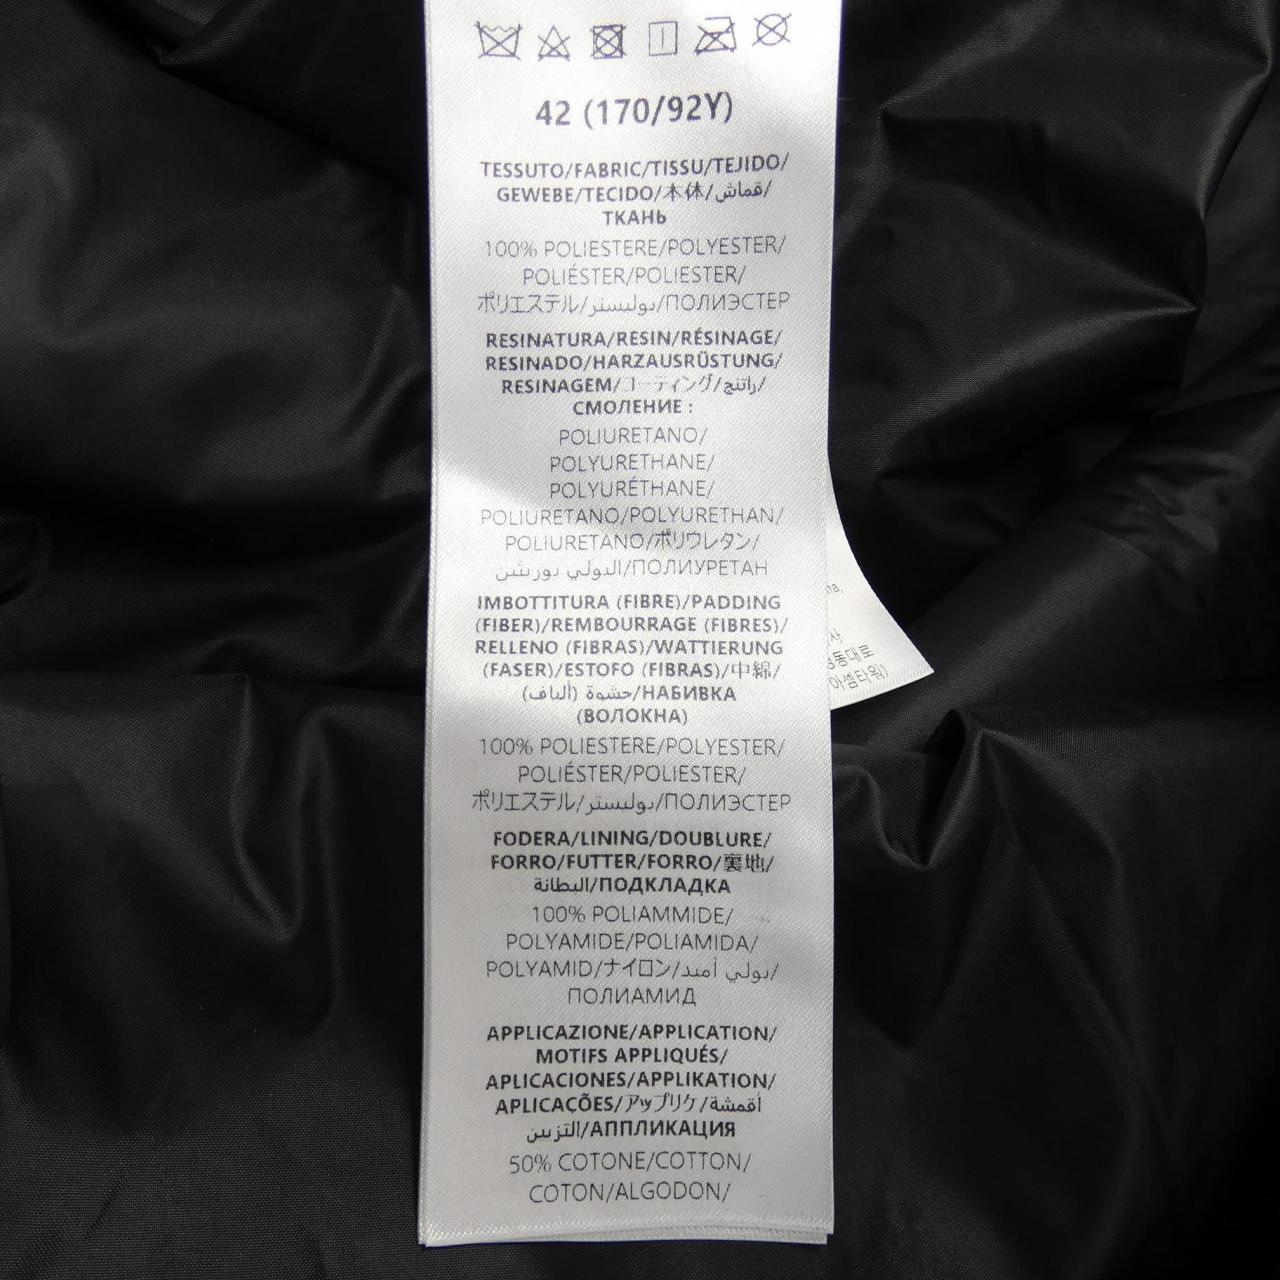 42 (170/92Y)
TESSUTO/FABRIC/TISSU/TEJIDO/
GEWEBE/TECIDO/本体/قماش/
ТКАНЬ
100% POLIESTERE/POLYESTER/
POLIÉSTER/POLIESTER/
ポリエステル/بوليستر/ПОЛИЭСТЕР
RESINATURA/RESIN/RÉSINAGE/
RESINADO/HARZAUSRÜSTUNG/
RESINAGEM/コーティング/راتنج/
СМОЛЕНИЕ :
POLIURETANO/
POLYURETHANE/
POLYURÉTHANE/
POLIURETANO/POLYURETHAN/
POLIURETANO/ポリウレタン/
البولي يورشن/ПОЛИУРЕТАН
IMBOTTITURA (FIBRE)/PADDING
(FIBER)/REMBOURRAGE (FIBRES)/
RELLENO (FIBRAS)/WATTIERUNG
(FASER)/ESTOFO (FIBRAS)/中綿/
حشوة (ألياف)/НАБИВКА
(ВОЛОКНА)
100% POLIESTERE/POLYESTER/
POLIÉSTER/POLIESTER/
ポリエステル/بوليستر/ПОЛИЭСТЕР
FODERA/LINING/DOUBLURE/
FORRO/FUTTER/FORRO/裏地/
البطانة/ПОДКЛАДКА
100% POLIAMMIDE/
POLYAMIDE/POLIAMIDA/
POLYAMID/ナイロン/بولي أميد/
ПОЛИАМИД
APPLICAZIONE/APPLICATION/
MOTIFS APPLIQUÉS/
APLICACIONES/APPLIKATION/
APLICAÇÕES/アップリケ/أقمشة
التزيين/АППЛИКАЦИЯ
50% COTONE/COTTON/
COTON/ALGODON/
동대로